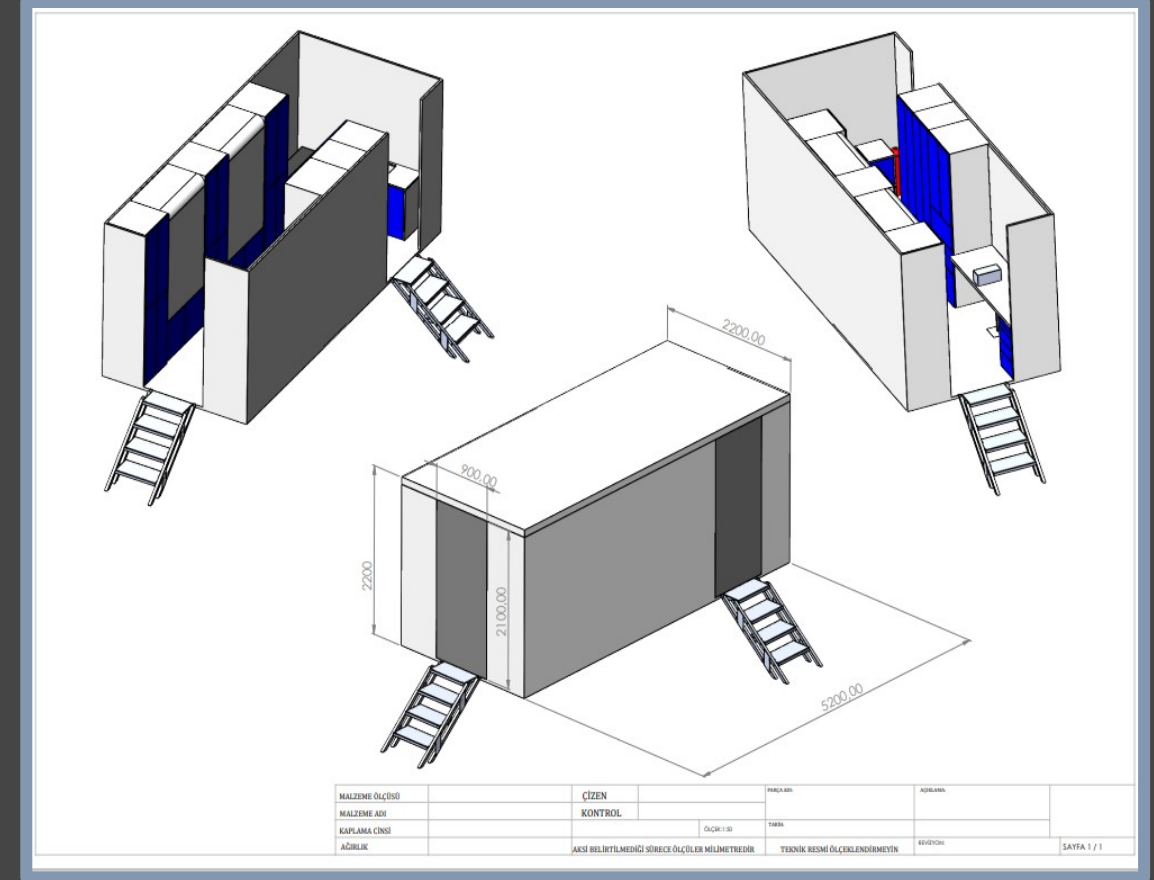 2200,00
900,00
2200
2100,00
5200,00
MALZEME ÖLÇÜSÜ
ÇİZEN
PARÇA ADI:
AÇIKLAMA:
MALZEME ADI
KONTROL
KAPLAMA CİNSİ
ÖLÇEK:1:50
TARİH:
AĞIRLIK
AKSİ BELİRTİLMEDİĞİ SÜRECE ÖLÇÜLER MİLİMETREDİR
TEKNİK RESMİ ÖLÇEKLENDİRMEYİN
REVİZYON:
SAYFA 1 / 1